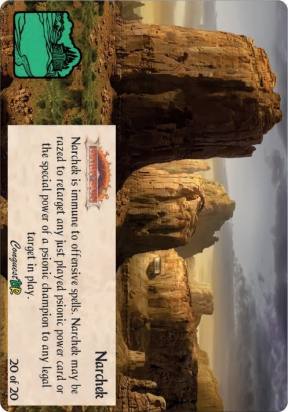 Narchek
Narchek is immune to offensive spells. Narchek may be
razed to retarget any just played psionic power card or
the special power of a psionic champion to any legal
target in play.
Conquest
20 of 20